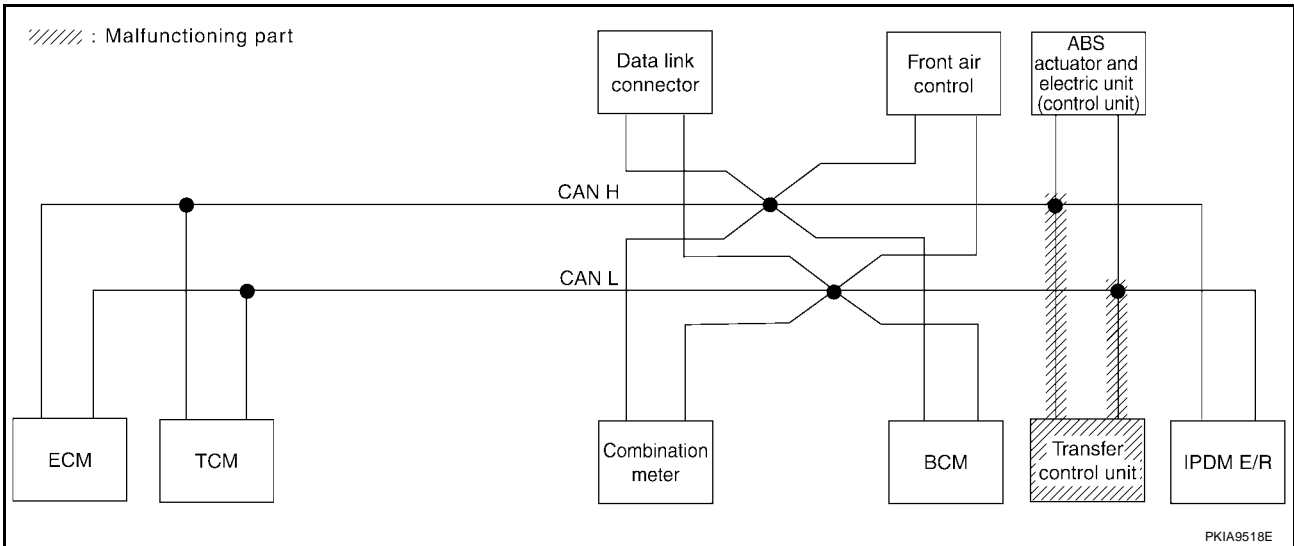 : Malfunctioning part
Data link
connector
Front air
control
ABS
actuator and
electric unit
(control unit)
CAN H
CAN L
ECM
TCM
Combination
meter
BCM
Transfer
control unit
IPDM E/R
PKIA9518E